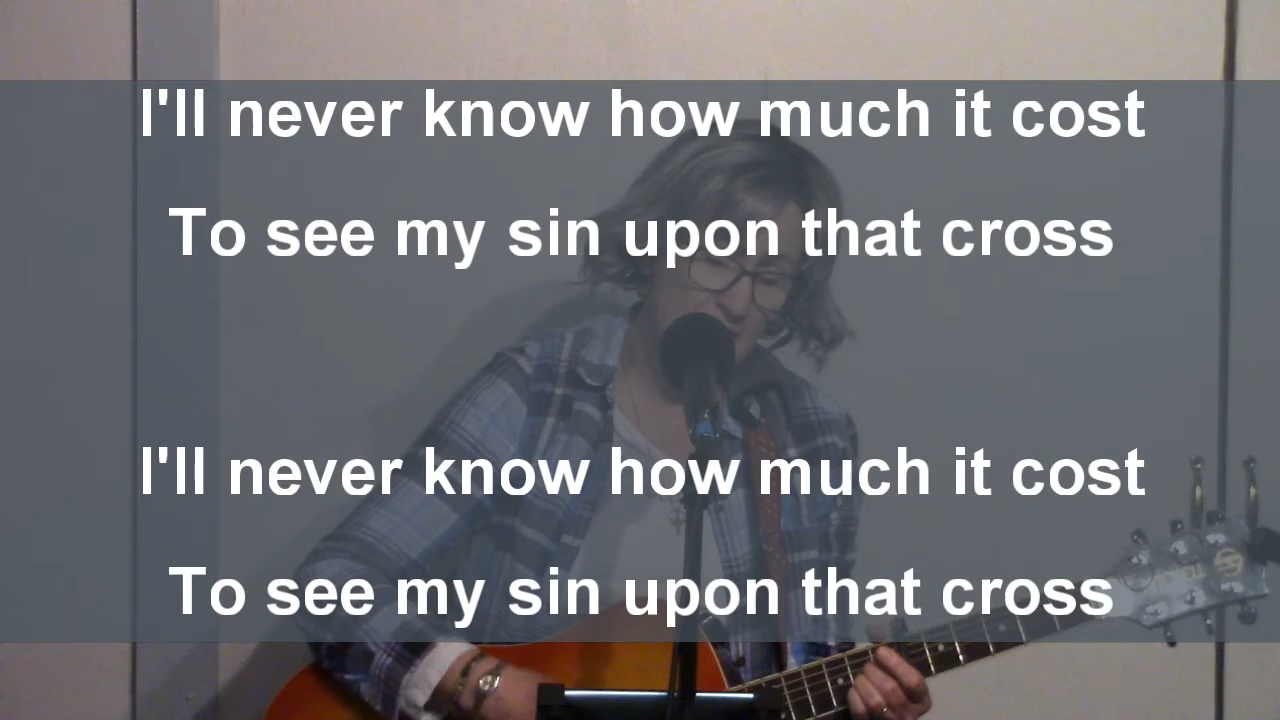 I'll never know how much it cost
To see my sin upon that cross
I'll never know how much it cost
To see my sin upon that cross